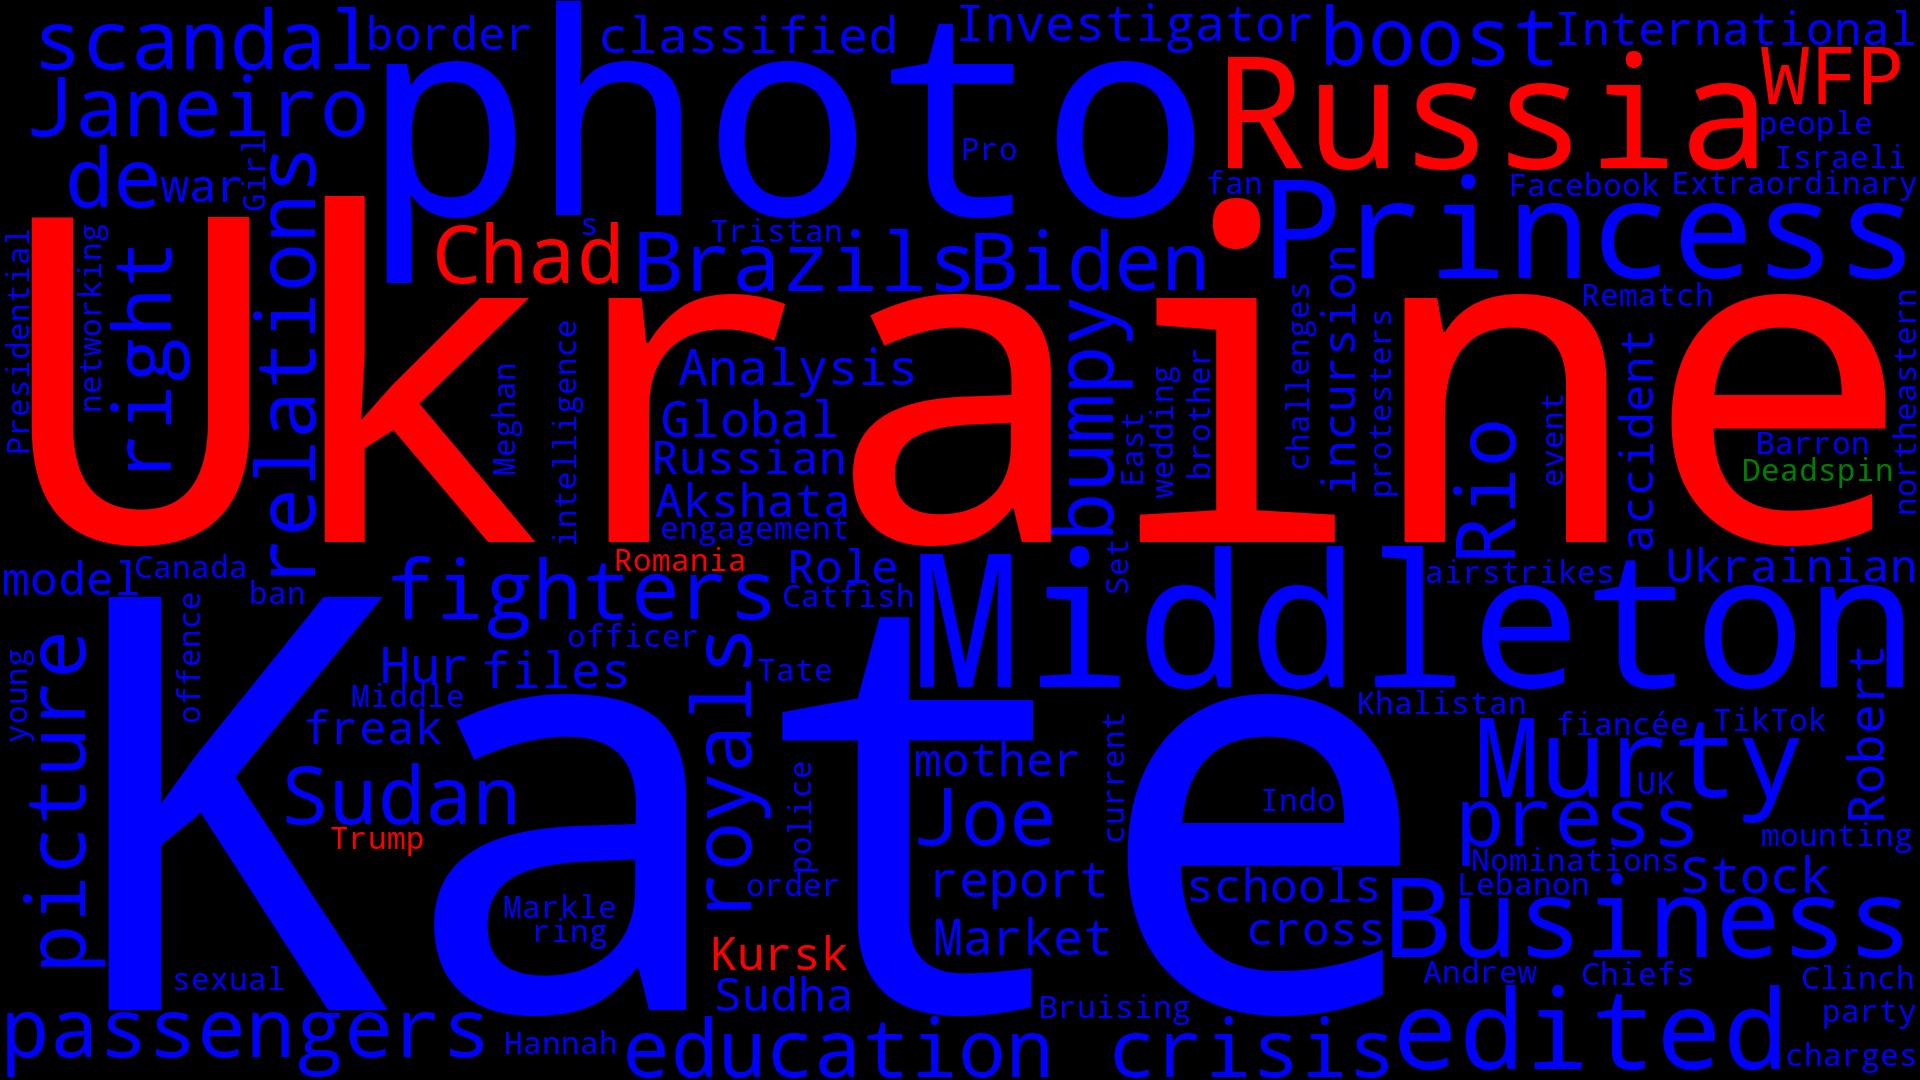 scandal
border
classified
Investigator
boost
International
Janeiro
photo
Russia
WFP
people
Israeli
Pro
de
war
Girl
relations
fan
Princess
Facebook
Extraordinary
Chad
s
Brazils
Tristan
Biden
Presidential
networking
right
Ukraine
Rematch
northeastern
Meghan
intelligence
Analysis
Global
Russian
Akshata
engagement
bumpy
East
wedding
brother
challenges
incursion
protesters
Rio
event
accident
Barron
Deadspin
model
Canada
ban
fighters
Romania
Role
Catfish
Set
Middleton
airstrikes
Ukrainian
young
picture
offence
Kate
officer
Hur
files
Middle
freak
royals
Tate
Khalistan
fiancée
TikTok
Robert
Sudan
Trump
police
mother
Joe
current
Indo
Murty
UK
press
mounting
Markle
ring
order
report
schools
Nominations
Lebanon
Stock
Kursk
Market
cross
Business
sexual
Sudha
Bruising
Andrew
Chiefs
Clinch
party
passengers
Hannah
education
crisis
edited
charges